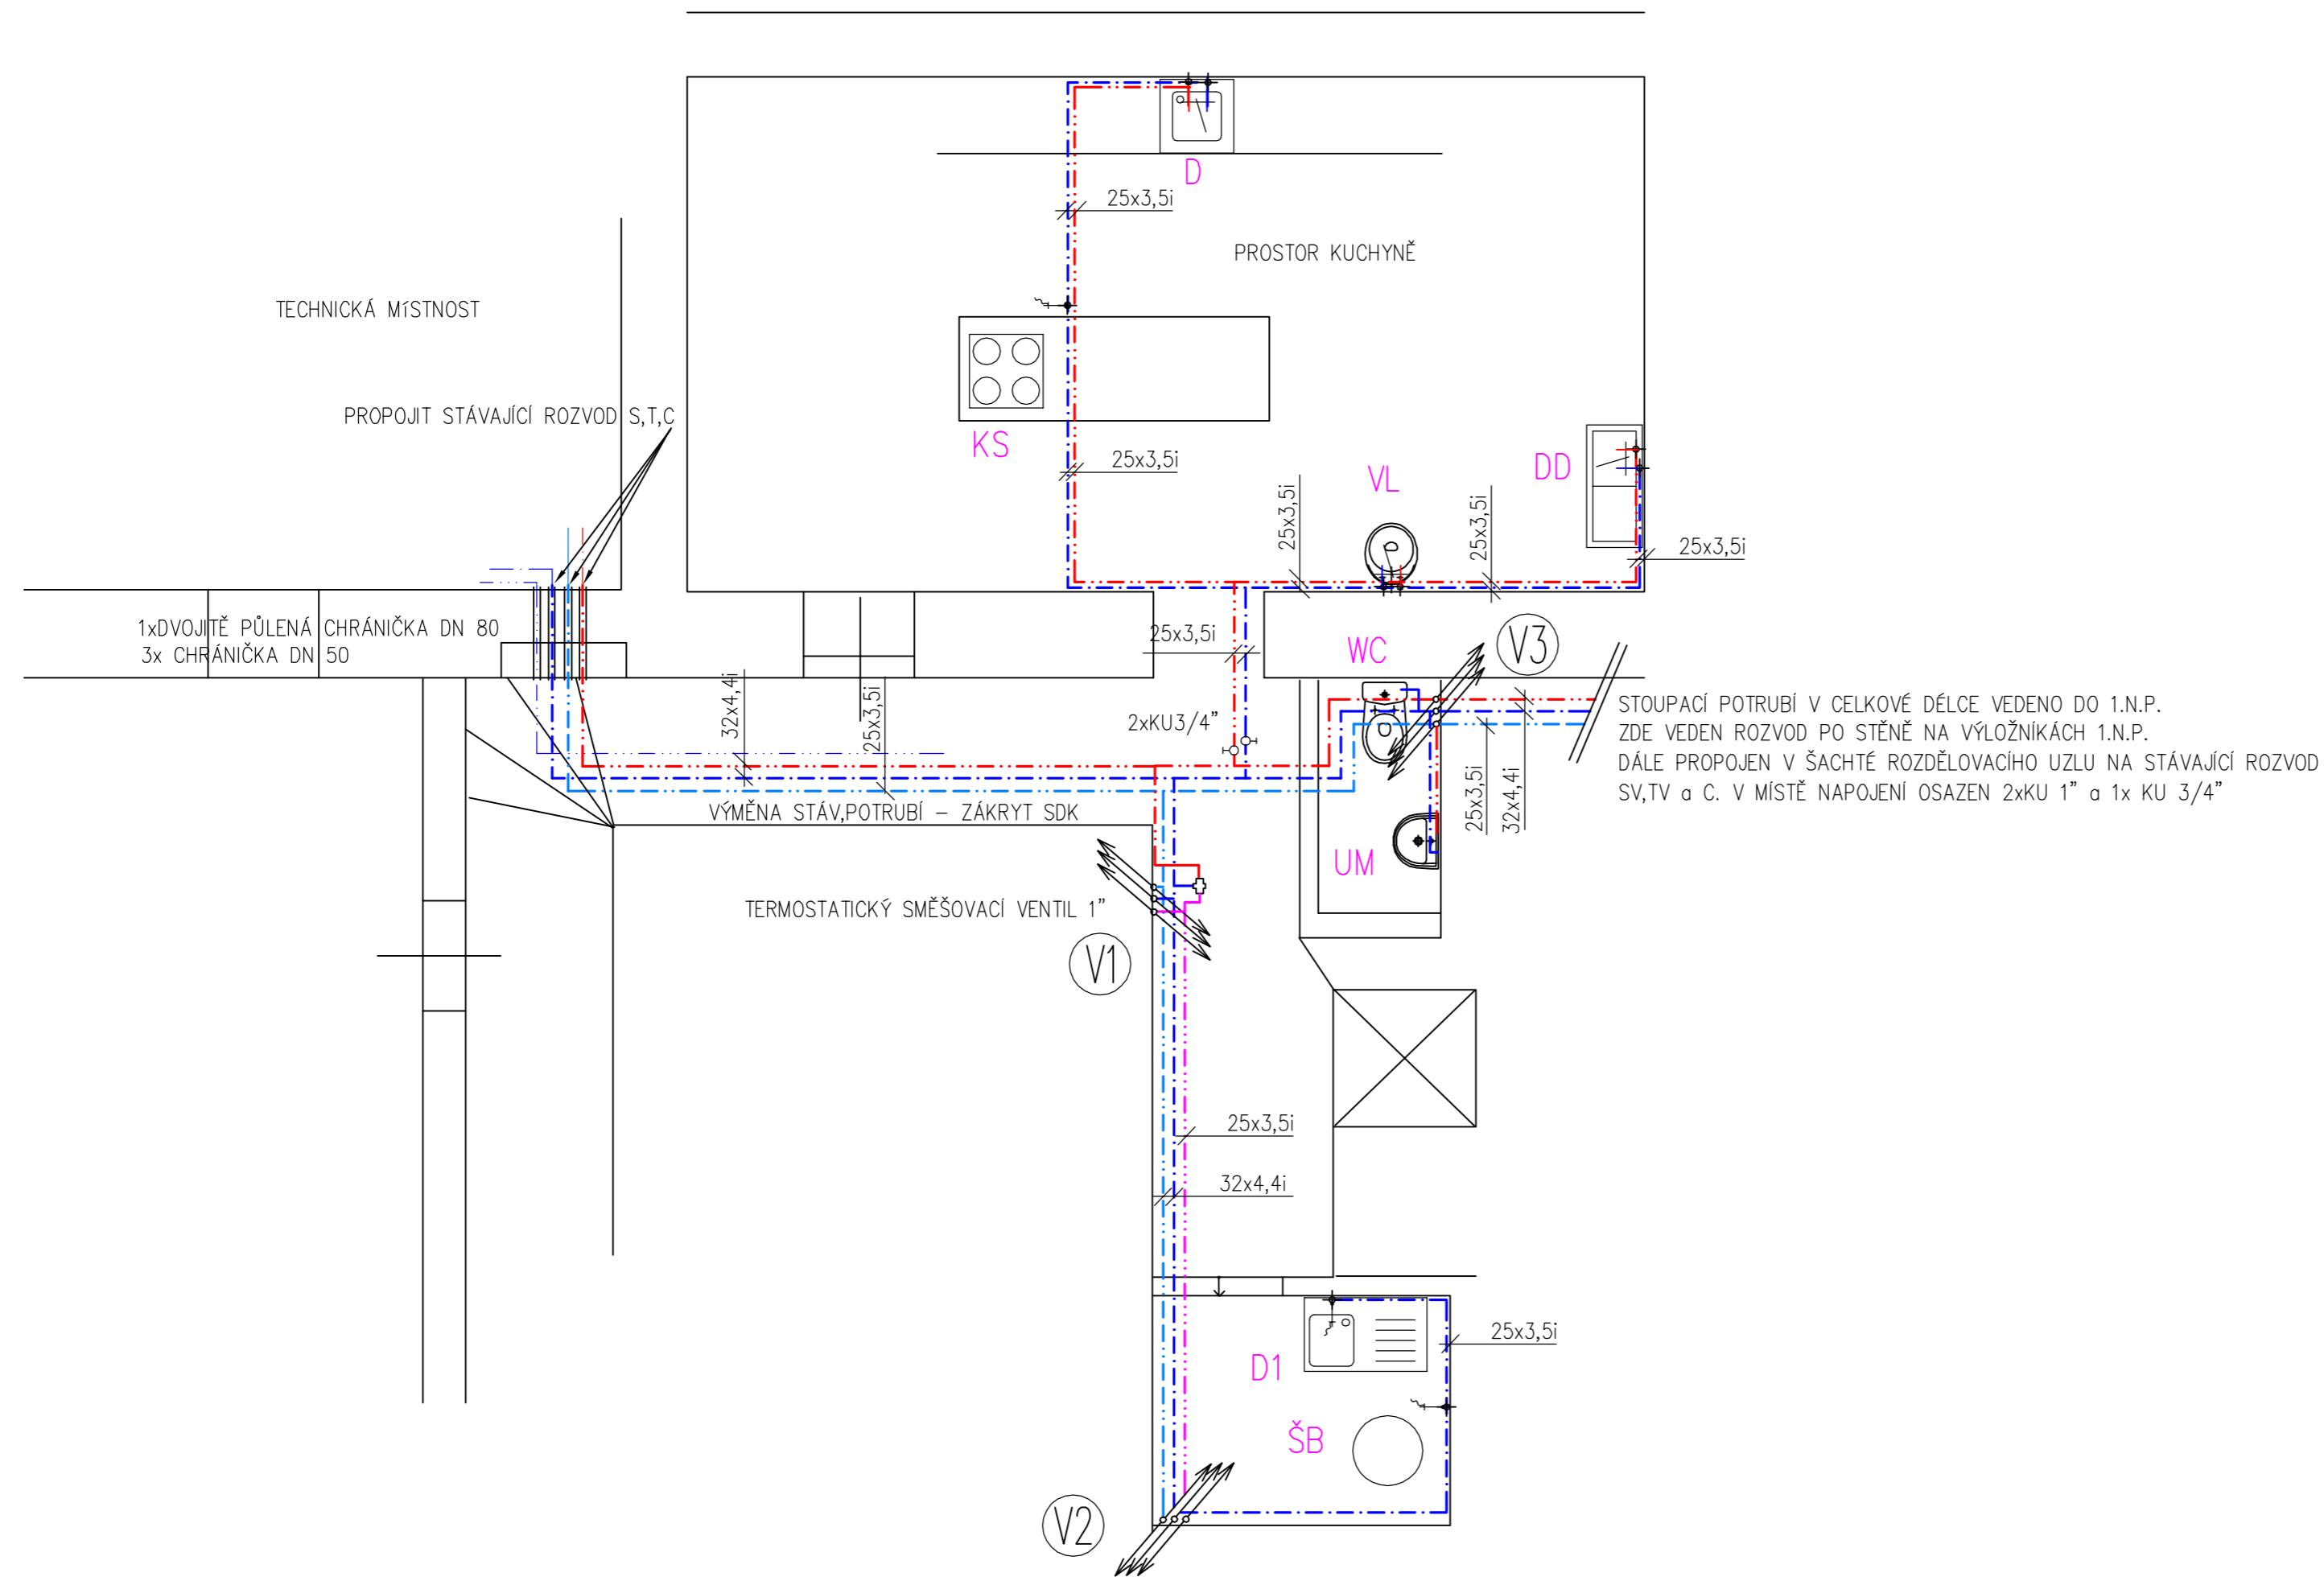 D
25x3,5i
PROSTOR KUCHYNĚ
TECHNICKÁ MíSTNOST
PROPOJIT STÁVAJÍCÍ ROZVOD S,T,C
KS
25x3,5i
VL
DD
25x3,5i
25x3,5i
25x3,5i
1xDVOJITĚ PŮLENÁ CHRÁNIČKA DN 80
3x CHRÁNIČKA DN 50
25x3,5i
WC
V3
32x4,4i
25x3,5i
2xKU3/4”
STOUPACÍ POTRUBÍ V CELKOVÉ DÉLCE VEDENO DO 1.N.P.
ZDE VEDEN ROZVOD PO STĚNĚ NA VÝLOŽNÍKÁCH 1.N.P.
DÁLE PROPOJEN V ŠACHTÉ ROZDĚLOVACÍHO UZLU NA STÁVAJÍCÍ ROZVOD
SV,TV a C. V MÍSTĚ NAPOJENÍ OSAZEN 2xKU 1” a 1x KU 3/4”
25x3,5i
32x4,4i
VÝMĚNA STÁV,POTRUBÍ – ZÁKRYT SDK
UM
TERMOSTATICKÝ SMĚŠOVACÍ VENTIL 1”
V1
25x3,5i
32x4,4i
25x3,5i
D1
ŠB
V2